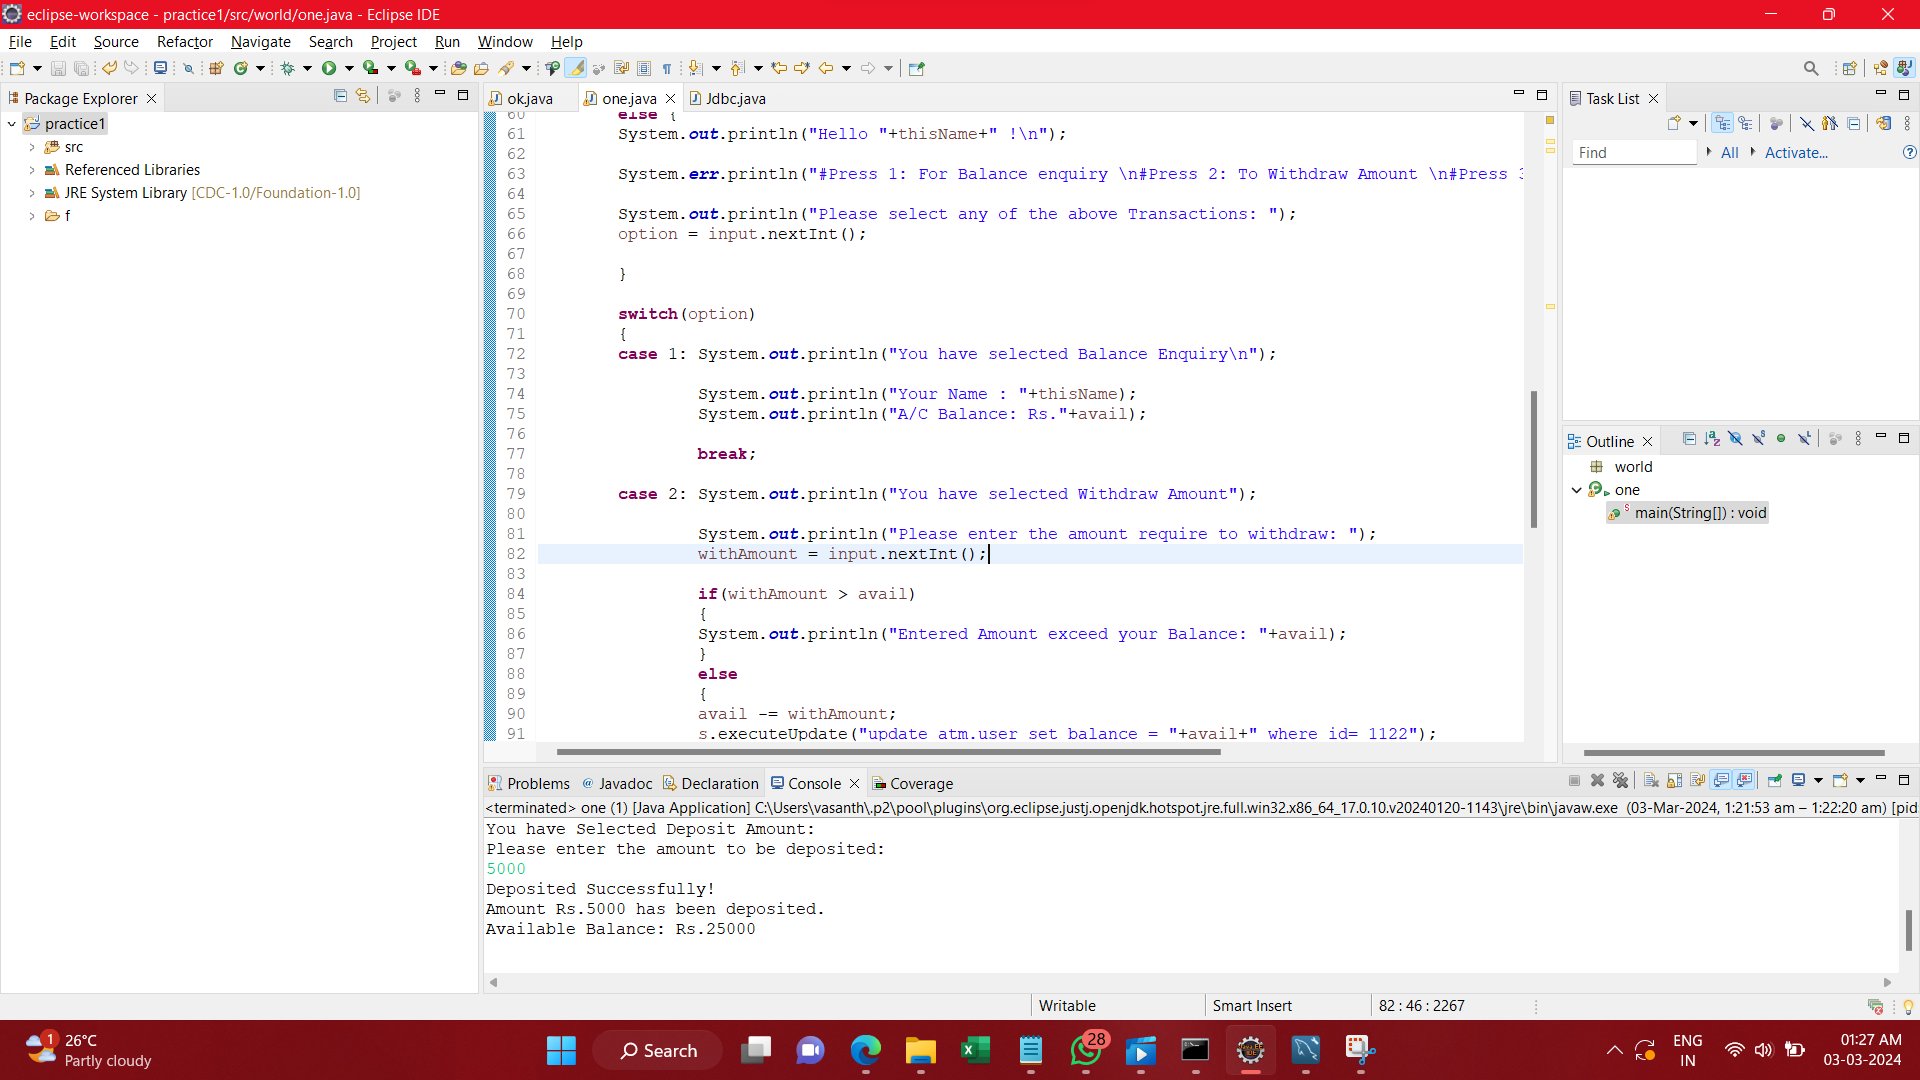 eclipse-workspace - practice1/src/world/one.java - Eclipse IDE
File Edit Source Refactor Navigate Search Project Run Window Help
Package Explorer
practice1
src
Referenced Libraries
JRE System Library [CDC-1.0/Foundation-1.0]
f
ok.java one.java Jdbc.java
60 else {
61 System.out.println("Hello "+thisName+" !\n");
62
63 System.err.println("#Press 1: For Balance enquiry \n#Press 2: To Withdraw Amount \n#Press 3
64
65 System.out.println("Please select any of the above Transactions: ");
66 option = input.nextInt();
67
68 }
69
70 switch(option)
71 {
72 case 1: System.out.println("You have selected Balance Enquiry\n");
73
74 System.out.println("Your Name : "+thisName);
75 System.out.println("A/C Balance: Rs."+avail);
76
77 break;
78
79 case 2: System.out.println("You have selected Withdraw Amount");
80
81 System.out.println("Please enter the amount require to withdraw: ");
82 withAmount = input.nextInt();
83
84 if(withAmount > avail)
85 {
86 System.out.println("Entered Amount exceed your Balance: "+avail);
87 }
88 else
89 {
90 avail -= withAmount;
91 s.executeUpdate("update atm.user set balance = "+avail+" where id= 1122");
Task List
Find All Activate...
Outline
world
one
main(String[]) : void
Problems Javadoc Declaration Console Coverage
<terminated> one (1) [Java Application] C:\Users\vasanth\.p2\pool\plugins\org.eclipse.justj.openjdk.hotspot.jre.full.win32.x86_64_17.0.10.v20240120-1143\jre\bin\javaw.exe (03-Mar-2024, 1:21:53 am – 1:22:20 am) [pid
You have Selected Deposit Amount:
Please enter the amount to be deposited:
5000
Deposited Successfully!
Amount Rs.5000 has been deposited.
Available Balance: Rs.25000
Writable Smart Insert 82 : 46 : 2267
1 26°C
Partly cloudy
Search
28
ENG
IN
01:27 AM
03-03-2024